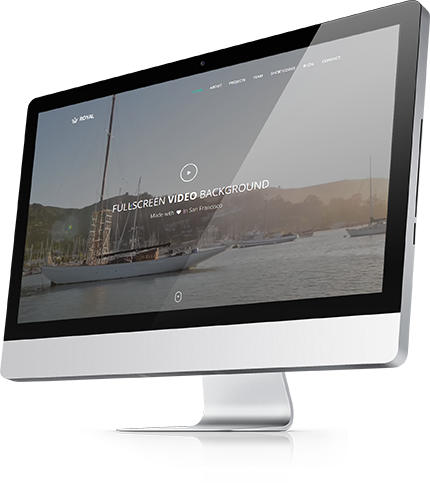 ROYAL
HOME ABOUT PROJECTS TEAM SHORTCODES BLOG CONTACT
FULLSCREEN VIDEO BACKGROUND
Made with ❤ in San Francisco